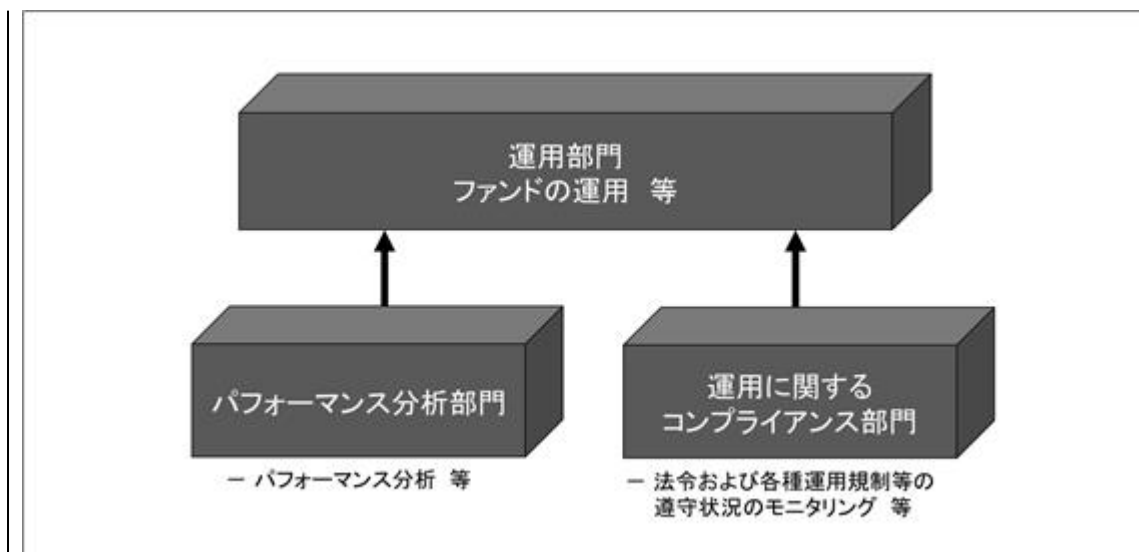 運用部門
ファンドの運用 等
パフォーマンス分析部門
運用に関する
コンプライアンス部門
− パフォーマンス分析 等
− 法令および各種運用規制等の
遵守状況のモニタリング 等